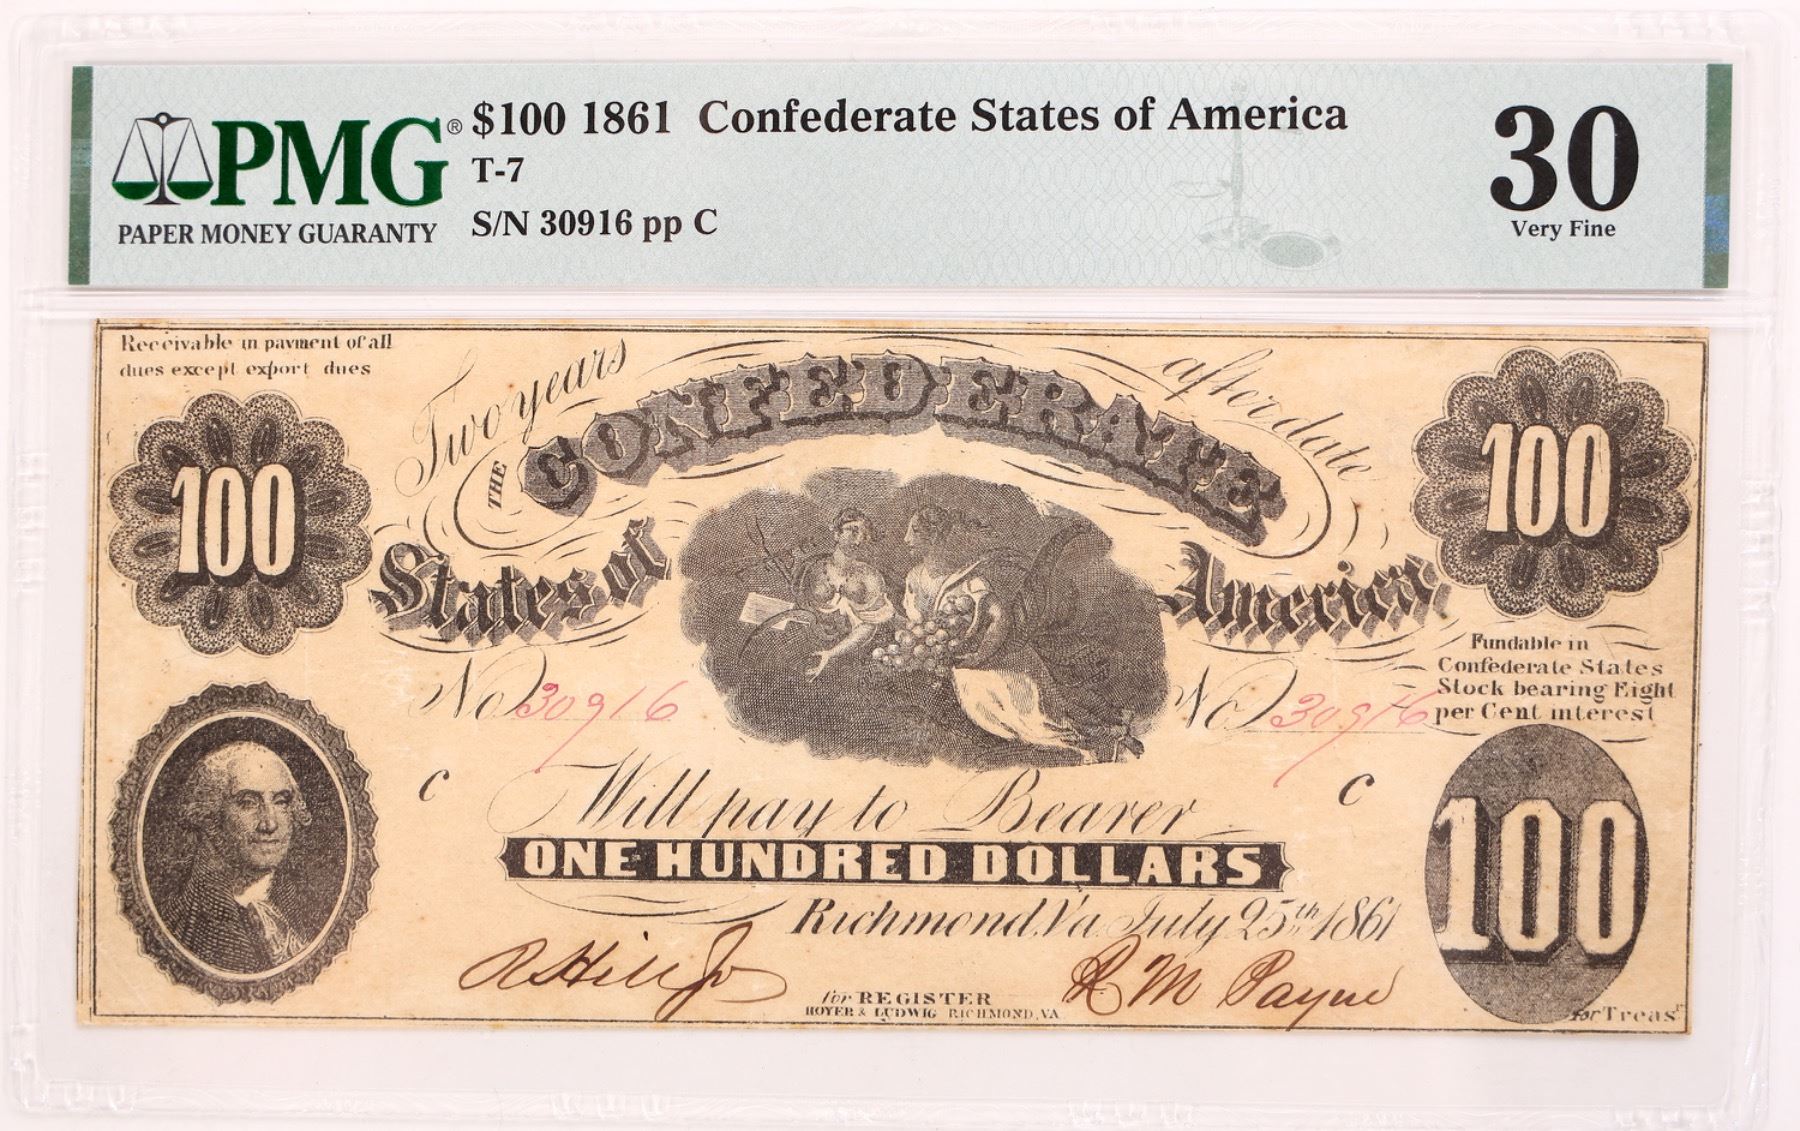 PMG® $100 1861 Confederate States of America
T-7
PAPER MONEY GUARANTY S/N 30916 pp C
30
Very Fine
Receivable in payment of all
dues except export dues
Two years after date
THE CONFEDERATE
States of America
100
100
Fundable in
Confederate States
Stock bearing Eight
per Cent interest
No 30916
No 30916
C
C
Will pay to Bearer
ONE HUNDRED DOLLARS
100
Richmond, Va. July 25th 1861
R Hill Jr
R M Payne
for REGISTER
for Treasr
HOYER & LUDWIG RICHMOND, VA